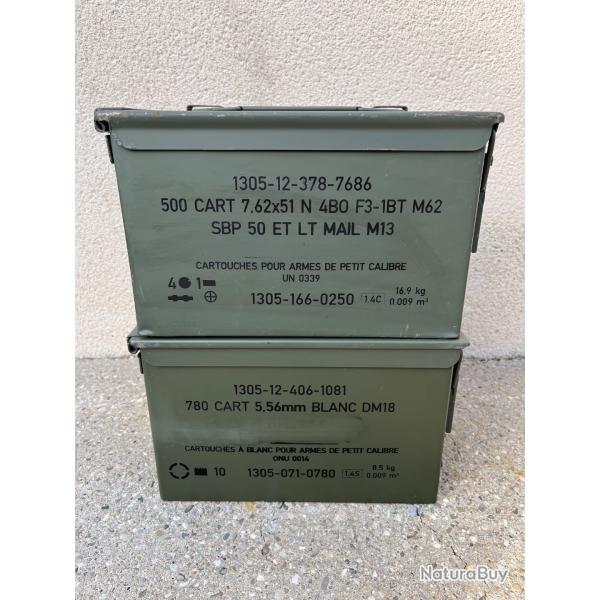 1305-12-378-7686
500 CART 7,62x51 N 4BO F3-1BT M62
SBP 50 ET LT MAIL M13
CARTOUCHES POUR ARMES DE PETIT CALIBRE
UN 0339
4 1
1305-166-0250 1.4C 16.9 kg
0.009 m³
1305-12-406-1081
780 CART 5,56mm BLANC DM18
CARTOUCHES À BLANC POUR ARMES DE PETIT CALIBRE
ONU 0014
10 1305-071-0780 1.4S 8.5 kg
0.009 m³
NaturaBuy